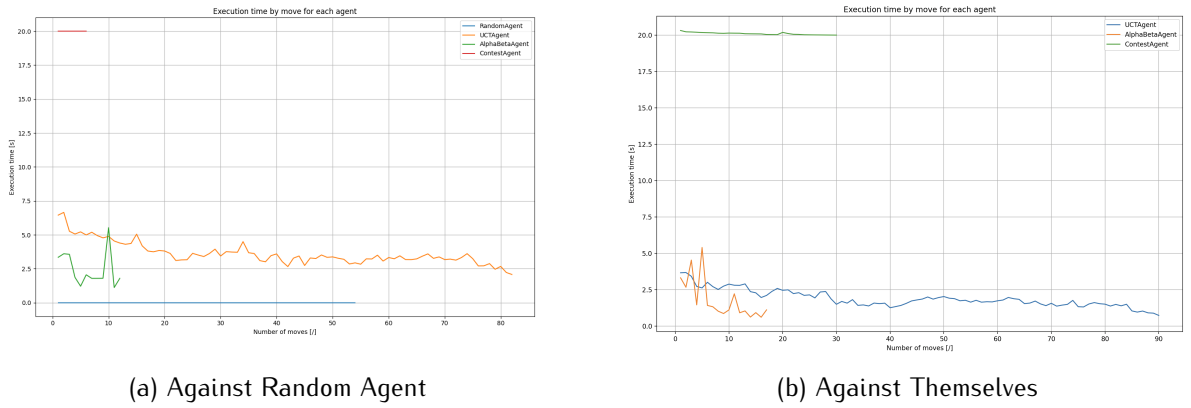 Execution time by move for each agent
RandomAgent
UCTAgent
AlphaBetaAgent
ContestAgent
20.0
17.5
15.0
12.5
10.0
7.5
5.0
2.5
0.0
Execution time [s]
0 10 20 30 40 50 60 70 80
Number of moves [/]
(a) Against Random Agent
Execution time by move for each agent
UCTAgent
AlphaBetaAgent
ContestAgent
20.0
17.5
15.0
12.5
10.0
7.5
5.0
2.5
0.0
Execution time [s]
0 10 20 30 40 50 60 70 80 90
Number of moves [/]
(b) Against Themselves